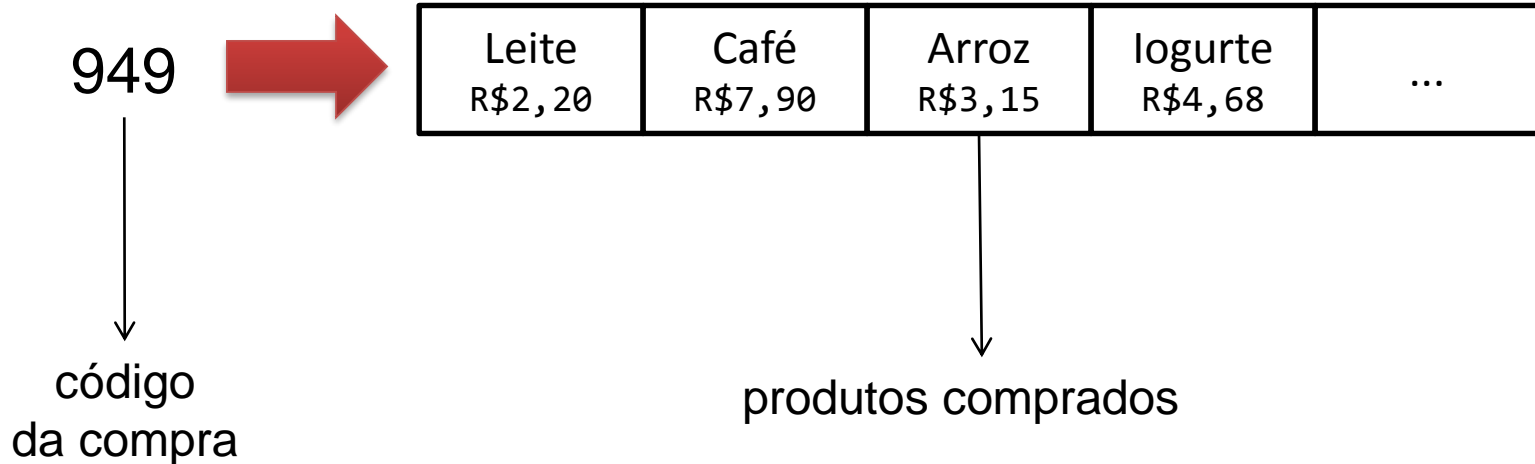 949
Leite
R$2,20
Café
R$7,90
Arroz
R$3,15
Iogurte
R$4,68
...
código
da compra
produtos comprados